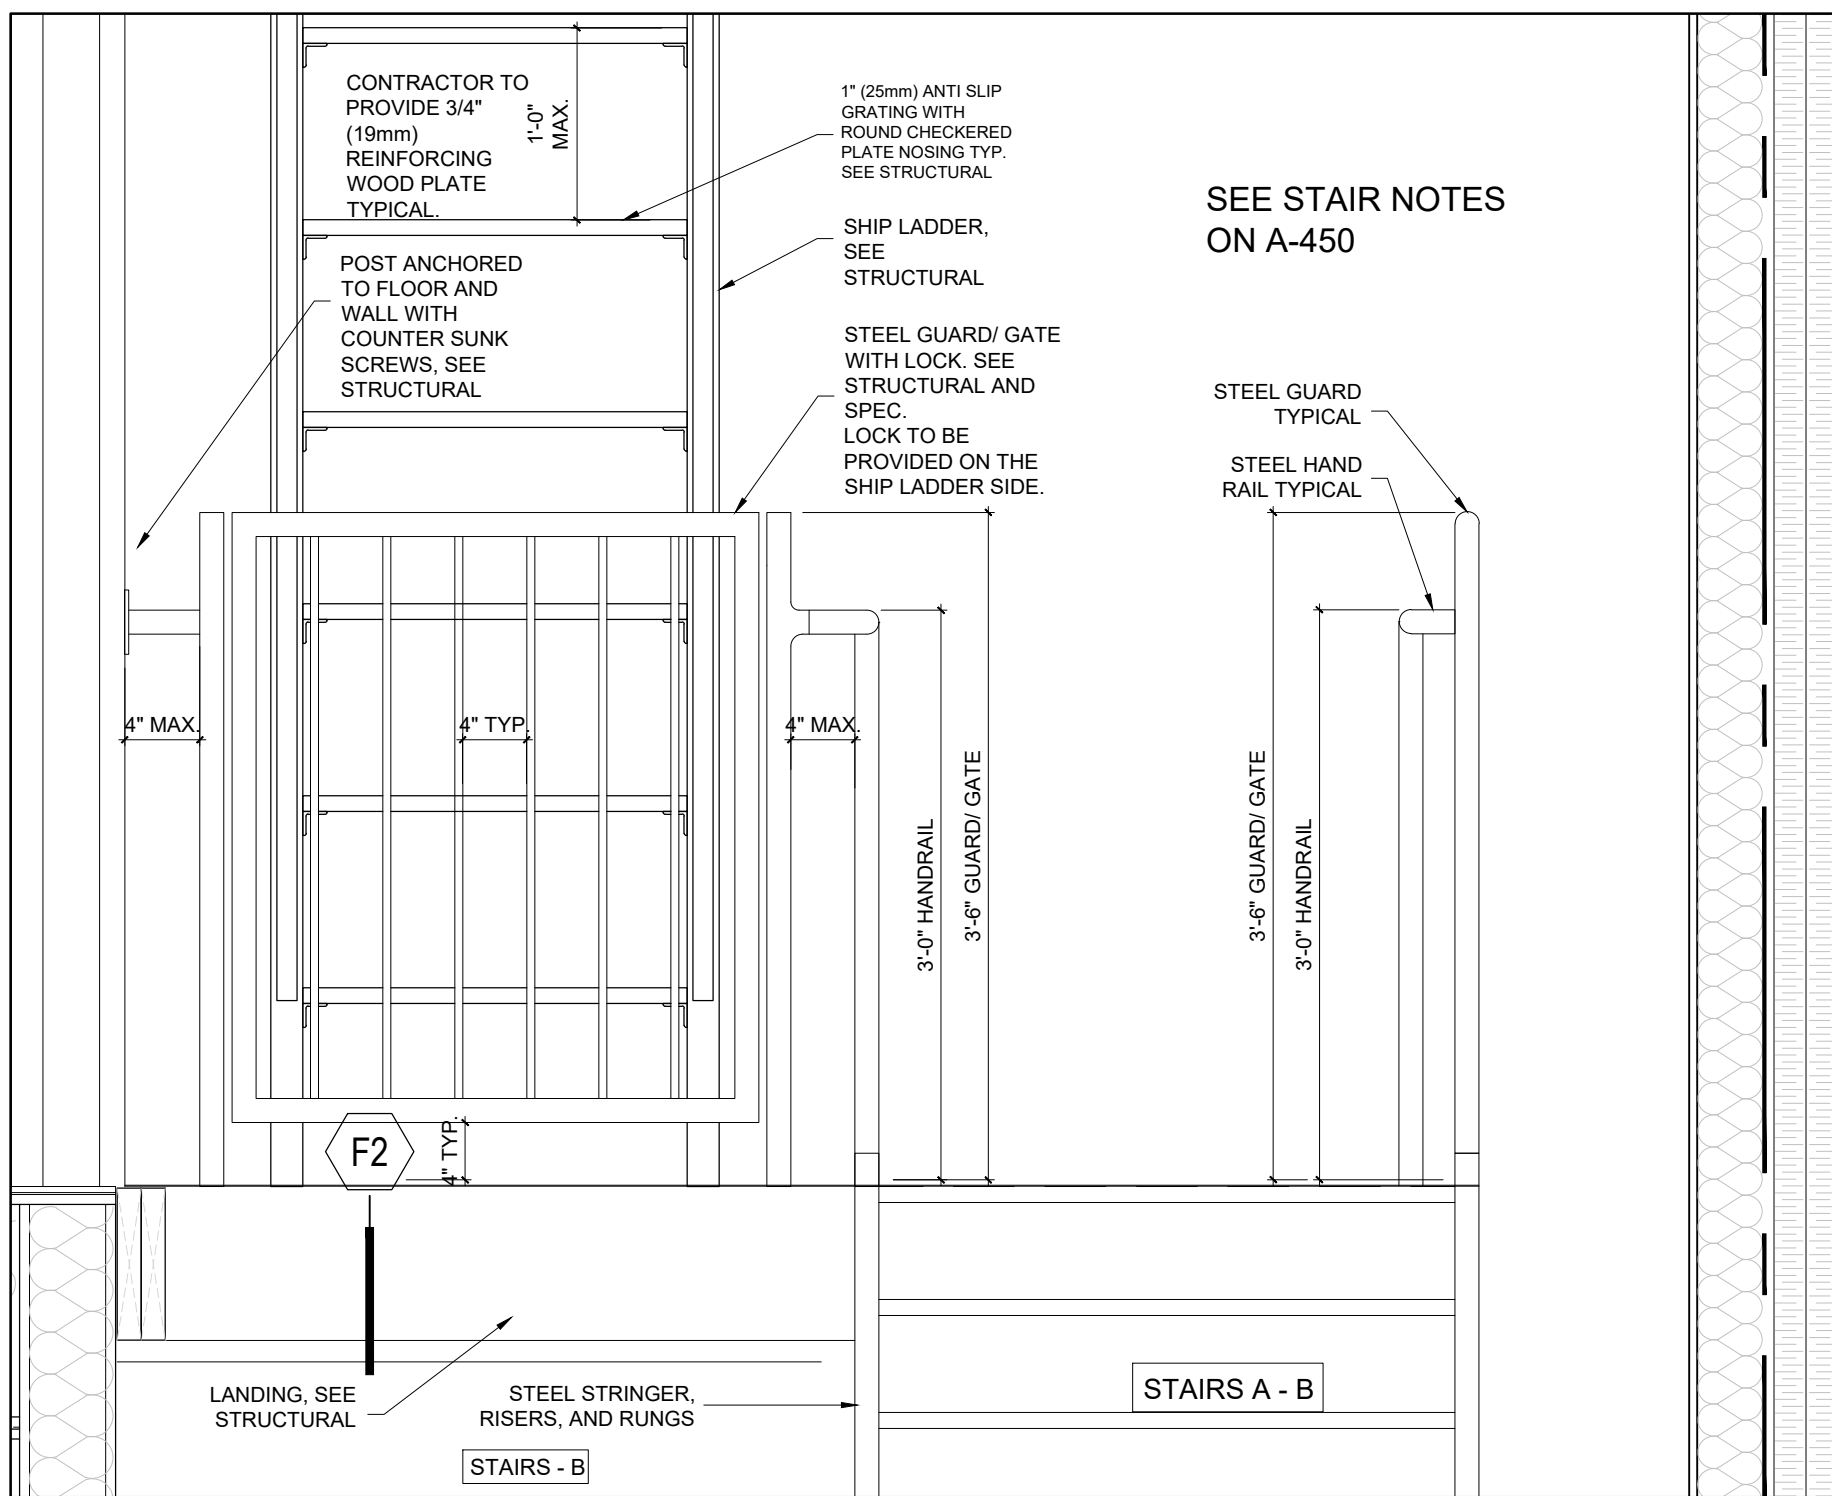 CONTRACTOR TO
PROVIDE 3/4"
(19mm)
REINFORCING
WOOD PLATE
TYPICAL.
1'-0"
MAX.
1" (25mm) ANTI SLIP
GRATING WITH
ROUND CHECKERED
PLATE NOSING TYP.
SEE STRUCTURAL
SEE STAIR NOTES
ON A-450
SHIP LADDER,
SEE
STRUCTURAL
POST ANCHORED
TO FLOOR AND
WALL WITH
COUNTER SUNK
SCREWS, SEE
STRUCTURAL
STEEL GUARD/ GATE
WITH LOCK. SEE
STRUCTURAL AND
SPEC.
LOCK TO BE
PROVIDED ON THE
SHIP LADDER SIDE.
STEEL GUARD
TYPICAL
STEEL HAND
RAIL TYPICAL
4" MAX.
4" TYP.
4" MAX.
3'-0" HANDRAIL
3'-6" GUARD/ GATE
3'-6" GUARD/ GATE
3'-0" HANDRAIL
F2
4" TYP.
LANDING, SEE
STRUCTURAL
STEEL STRINGER,
RISERS, AND RUNGS
STAIRS A - B
STAIRS - B